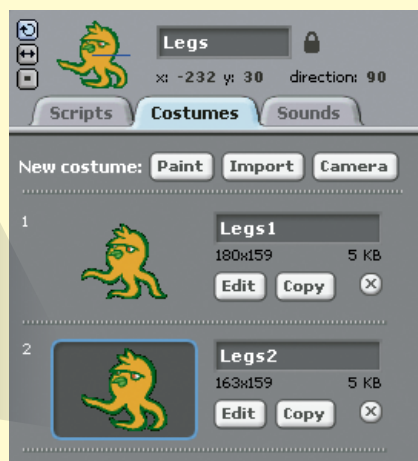 Legs
x: -232 y: 30 direction: 90
Scripts Costumes Sounds
New costume: Paint Import Camera
1
Legs1
180x159 5 KB
Edit Copy
2
Legs2
163x159 5 KB
Edit Copy